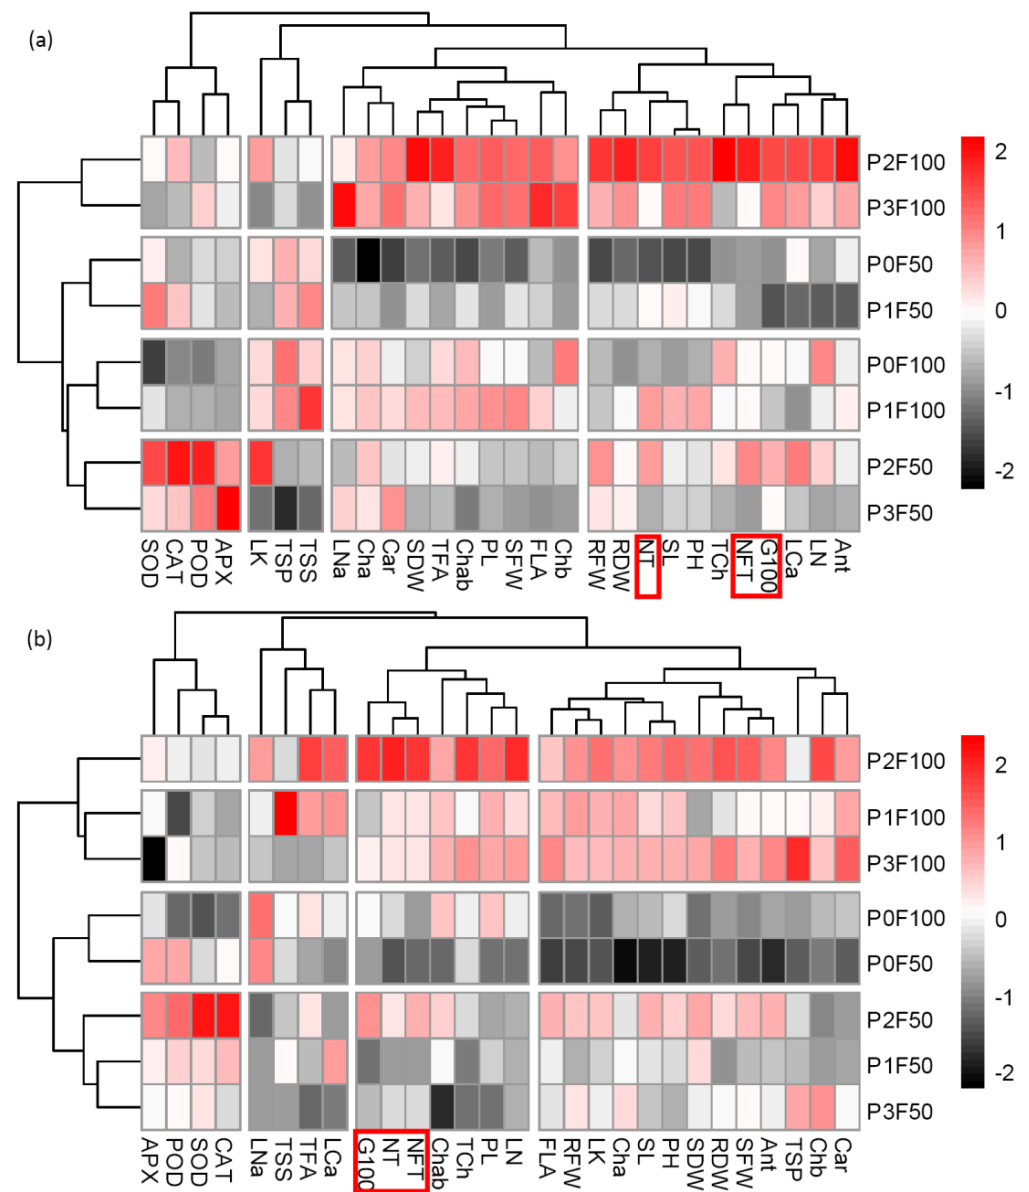 (a)
P2F100
P3F100
P0F50
P1F50
P0F100
P1F100
P2F50
P3F50
2
1
0
-1
-2
SOD CAT POD APX LK TSP TSS LNa Cha Car SDW TFA Chab PL SFW FLA Chb RFW RDW NT SL PH TCh NFT G100 LCa LN Ant
(b)
P2F100
P1F100
P3F100
P0F100
P0F50
P2F50
P1F50
P3F50
2
1
0
-1
-2
APX POD SOD CAT LNa TSS TFA LCa G100 NT NFT Chab TCh PL LN FLA RFW LK Cha SL PH SDW RDW SFW Ant TSP Chb Car